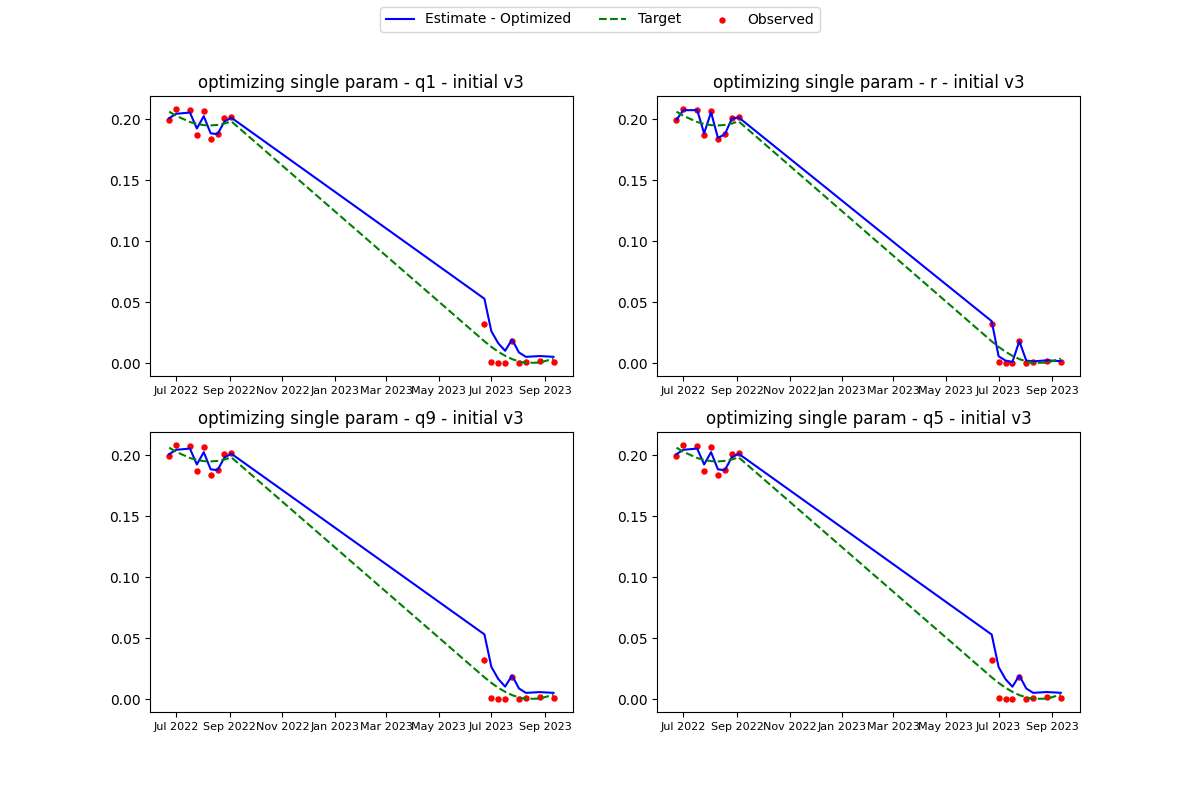 Estimate - Optimized Target Observed
optimizing single param - q1 - initial v3
0.20
0.15
0.10
0.05
0.00
Jul 2022 Sep 2022 Nov 2022 Jan 2023 Mar 2023 May 2023 Jul 2023 Sep 2023
optimizing single param - r - initial v3
0.20
0.15
0.10
0.05
0.00
Jul 2022 Sep 2022 Nov 2022 Jan 2023 Mar 2023 May 2023 Jul 2023 Sep 2023
optimizing single param - q9 - initial v3
0.20
0.15
0.10
0.05
0.00
Jul 2022 Sep 2022 Nov 2022 Jan 2023 Mar 2023 May 2023 Jul 2023 Sep 2023
optimizing single param - q5 - initial v3
0.20
0.15
0.10
0.05
0.00
Jul 2022 Sep 2022 Nov 2022 Jan 2023 Mar 2023 May 2023 Jul 2023 Sep 2023